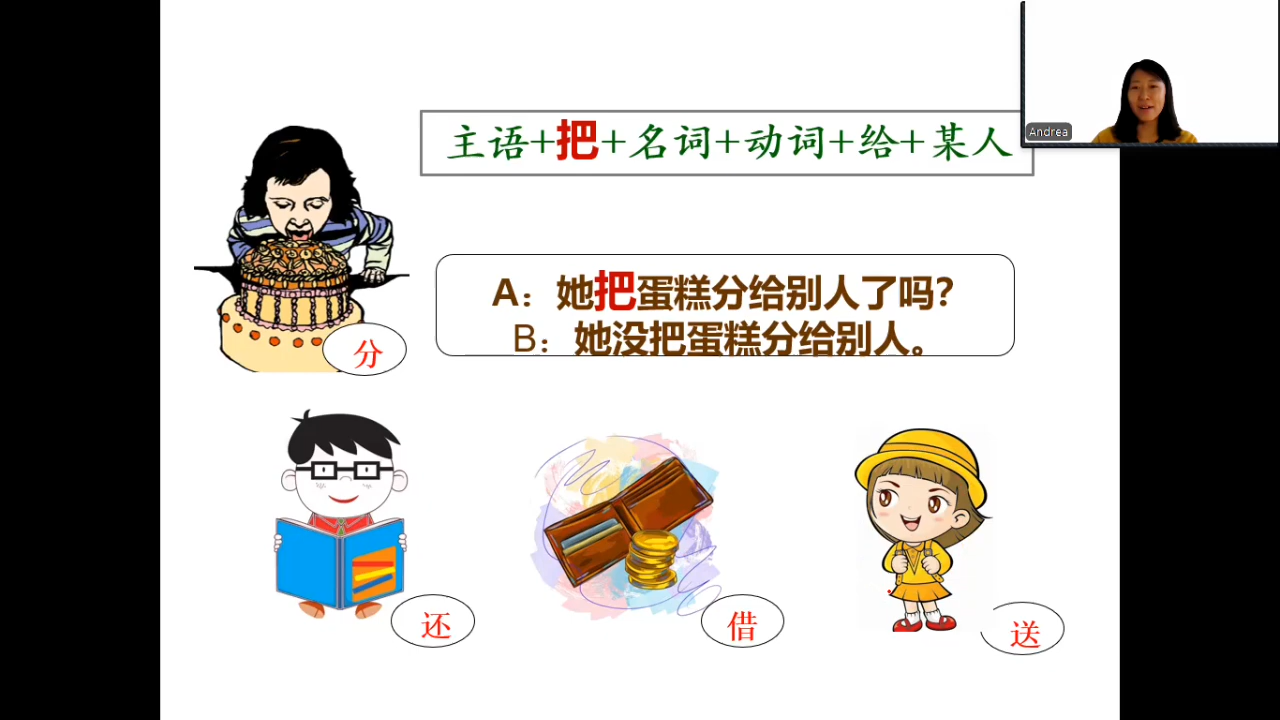 Andrea
主语+把+名词+动词+给+某人
A：她把蛋糕分给别人了吗？
B：她没把蛋糕分给别人。
分
还
借
送